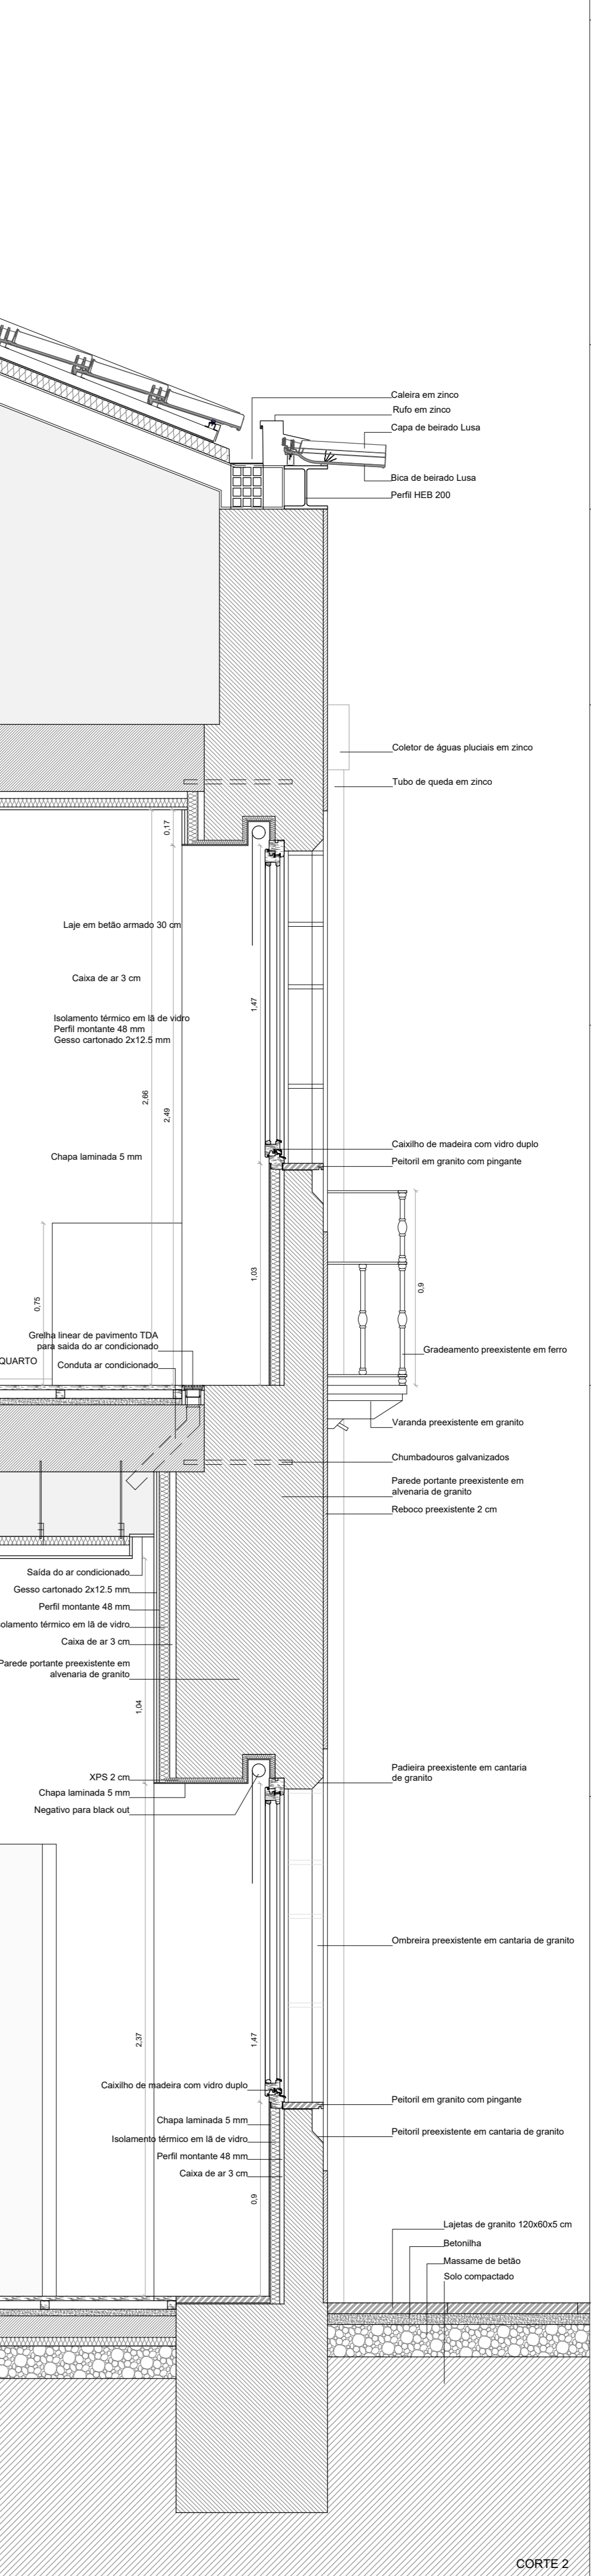 Caleira em zinco
Rufo em zinco
Capa de beirado Lusa
Bica de beirado Lusa
Perfil HEB 200
Coletor de águas pluciais em zinco
Tubo de queda em zinco
0,17
Laje em betão armado 30 cm
Caixa de ar 3 cm
1,47
Isolamento térmico em lã de vidro
Perfil montante 48 mm
Gesso cartonado 2x12.5 mm
2,66
2,49
Caixilho de madeira com vidro duplo
Chapa laminada 5 mm
Peitoril em granito com pingante
1,03
0,9
0,75
Grelha linear de pavimento TDA
para saida do ar condicionado
QUARTO
Conduta ar condicionado
Gradeamento preexistente em ferro
Varanda preexistente em granito
Chumbadouros galvanizados
Parede portante preexistente em
alvenaria de granito
Reboco preexistente 2 cm
Saída do ar condicionado
Gesso cartonado 2x12.5 mm
Perfil montante 48 mm
solamento térmico em lã de vidro
Caixa de ar 3 cm
Parede portante preexistente em
alvenaria de granito
1,04
XPS 2 cm
Chapa laminada 5 mm
Negativo para black out
Padieira preexistente em cantaria
de granito
Ombreira preexistente em cantaria de granito
2,37
1,47
Caixilho de madeira com vidro duplo
Peitoril em granito com pingante
Chapa laminada 5 mm
Peitoril preexistente em cantaria de granito
Isolamento térmico em lã de vidro
Perfil montante 48 mm
Caixa de ar 3 cm
0,9
Lajetas de granito 120x60x5 cm
Betonilha
Massame de betão
Solo compactado
CORTE 2